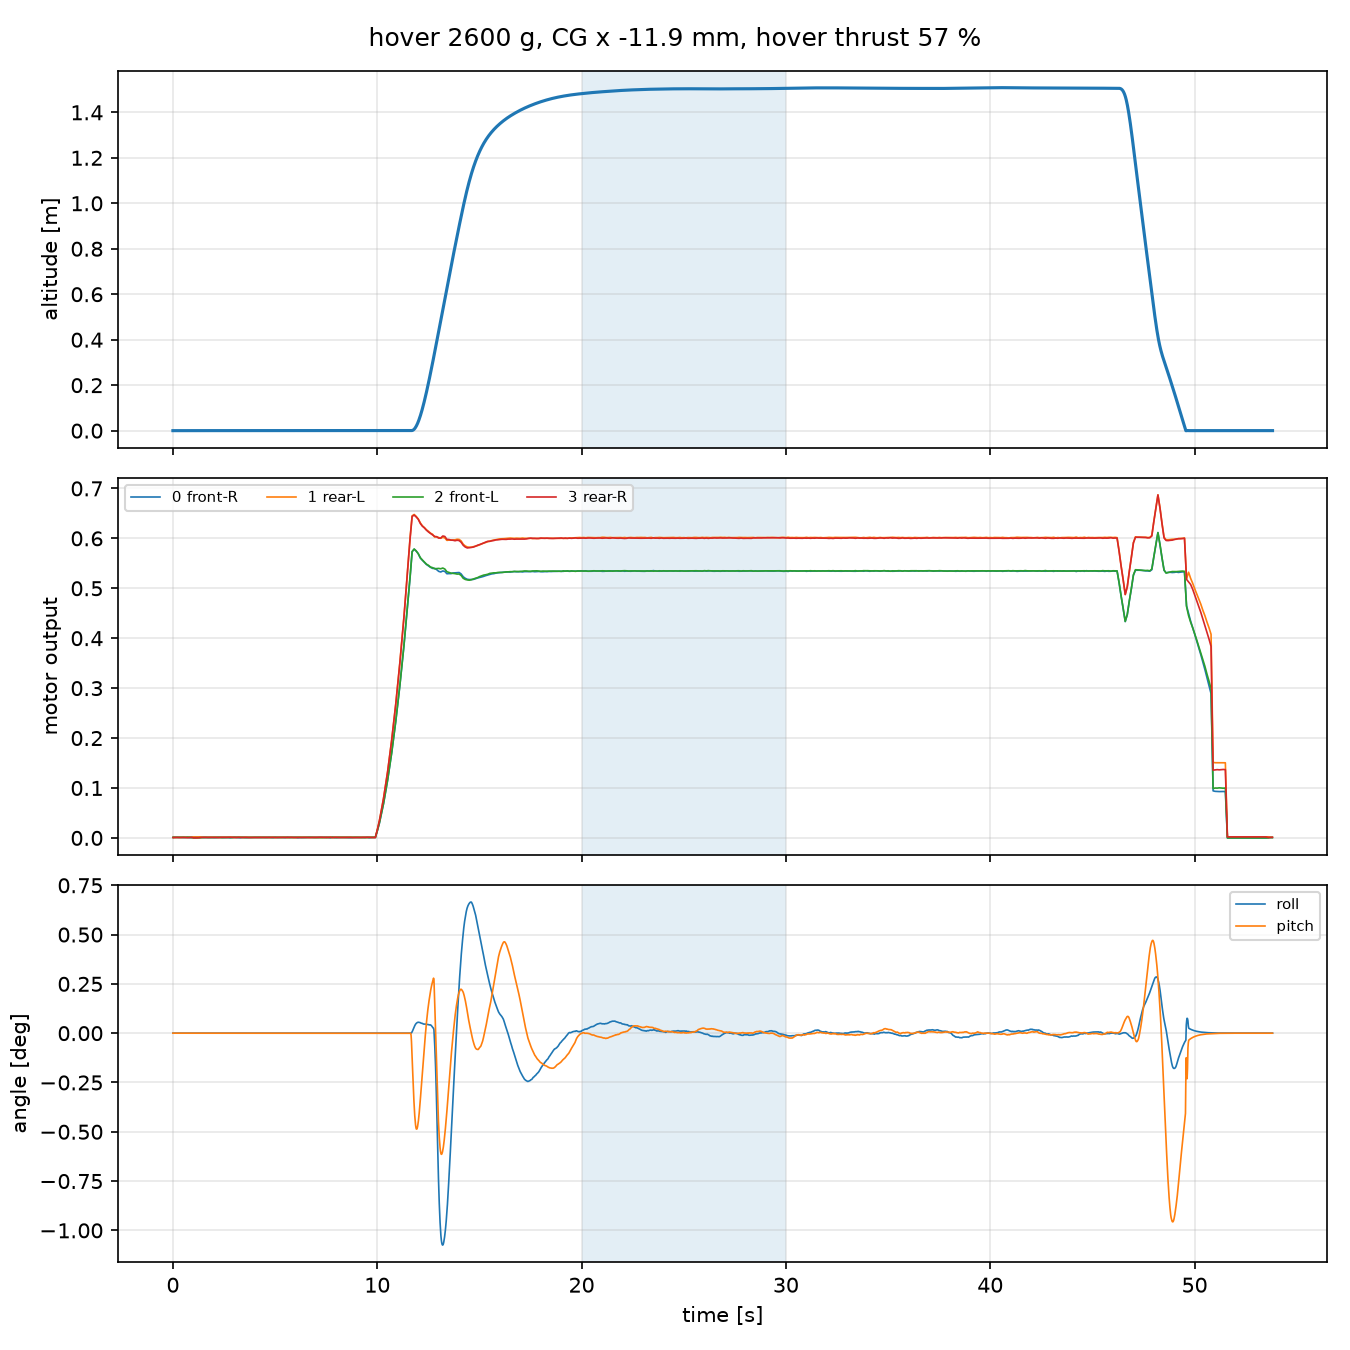 hover 2600 g, CG x -11.9 mm, hover thrust 57 %
altitude [m]
1.4
1.2
1.0
0.8
0.6
0.4
0.2
0.0
motor output
0 front-R 1 rear-L 2 front-L 3 rear-R
0.7
0.6
0.5
0.4
0.3
0.2
0.1
0.0
angle [deg]
roll
pitch
0.75
0.50
0.25
0.00
−0.25
−0.50
−0.75
−1.00
0 10 20 30 40 50
time [s]